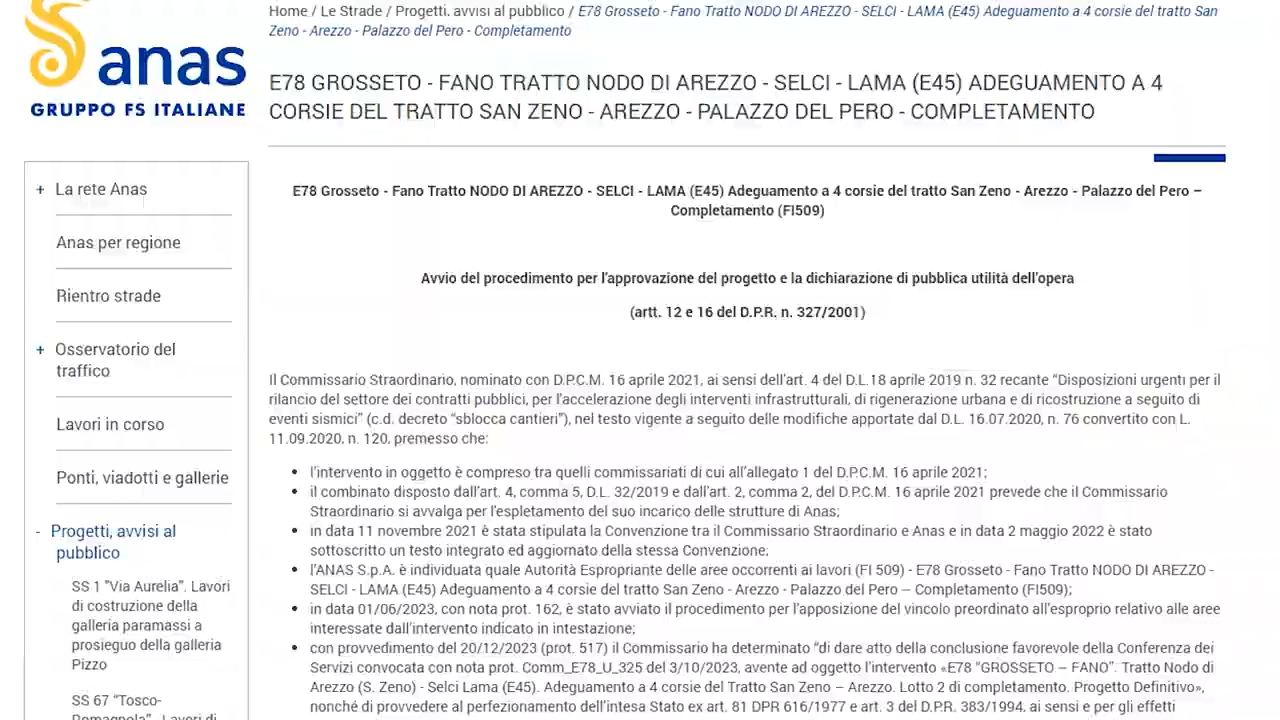 anas
GRUPPO FS ITALIANE
Home / Le Strade / Progetti, avvisi al pubblico / E78 Grosseto - Fano Tratto NODO DI AREZZO - SELCI - LAMA (E45) Adeguamento a 4 corsie del tratto San
Zeno - Arezzo - Palazzo del Pero - Completamento
E78 GROSSETO - FANO TRATTO NODO DI AREZZO - SELCI - LAMA (E45) ADEGUAMENTO A 4
CORSIE DEL TRATTO SAN ZENO - AREZZO - PALAZZO DEL PERO - COMPLETAMENTO
+ La rete Anas
Anas per regione
Rientro strade
+ Osservatorio del
traffico
Lavori in corso
Ponti, viadotti e gallerie
- Progetti, avvisi al
pubblico
SS 1 "Via Aurelia". Lavori
di costruzione della
galleria paramassi a
prosieguo della galleria
Pizzo
SS 67 "Tosco-
Romagnola". Lavori di
E78 Grosseto - Fano Tratto NODO DI AREZZO - SELCI - LAMA (E45) Adeguamento a 4 corsie del tratto San Zeno - Arezzo - Palazzo del Pero –
Completamento (FI509)
Avvio del procedimento per l'approvazione del progetto e la dichiarazione di pubblica utilità dell'opera
(artt. 12 e 16 del D.P.R. n. 327/2001)
Il Commissario Straordinario, nominato con D.P.C.M. 16 aprile 2021, ai sensi dell'art. 4 del D.L.18 aprile 2019 n. 32 recante “Disposizioni urgenti per il
rilancio del settore dei contratti pubblici, per l'accelerazione degli interventi infrastrutturali, di rigenerazione urbana e di ricostruzione a seguito di
eventi sismici” (c.d. decreto “sblocca cantieri”), nel testo vigente a seguito delle modifiche apportate dal D.L. 16.07.2020, n. 76 convertito con L.
11.09.2020, n. 120, premesso che:
• l'intervento in oggetto è compreso tra quelli commissariati di cui all'allegato 1 del D.P.C.M. 16 aprile 2021;
• il combinato disposto dall'art. 4, comma 5, D.L. 32/2019 e dall'art. 2, comma 2, del D.P.C.M. 16 aprile 2021 prevede che il Commissario
Straordinario si avvalga per l'espletamento del suo incarico delle strutture di Anas;
• in data 11 novembre 2021 è stata stipulata la Convenzione tra il Commissario Straordinario e Anas e in data 2 maggio 2022 è stato
sottoscritto un testo integrato ed aggiornato della stessa Convenzione;
• l'ANAS S.p.A. è individuata quale Autorità Espropriante delle aree occorrenti ai lavori (FI 509) - E78 Grosseto - Fano Tratto NODO DI AREZZO -
SELCI - LAMA (E45) Adeguamento a 4 corsie del tratto San Zeno - Arezzo - Palazzo del Pero – Completamento (FI509);
• in data 01/06/2023, con nota prot. 162, è stato avviato il procedimento per l'apposizione del vincolo preordinato all'esproprio relativo alle aree
interessate dall'intervento indicato in intestazione;
• con provvedimento del 20/12/2023 (prot. 517) il Commissario ha determinato “di dare atto della conclusione favorevole della Conferenza dei
Servizi convocata con nota prot. Comm_E78_U_325 del 3/10/2023, avente ad oggetto l'intervento «E78 “GROSSETO – FANO”. Tratto Nodo di
Arezzo (S. Zeno) - Selci Lama (E45). Adeguamento a 4 corsie del Tratto San Zeno – Arezzo. Lotto 2 di completamento. Progetto Definitivo»,
nonché di provvedere al perfezionamento dell'intesa Stato ex art. 81 DPR 616/1977 e art. 3 del D.P.R. 383/1994, ai sensi e per gli effetti